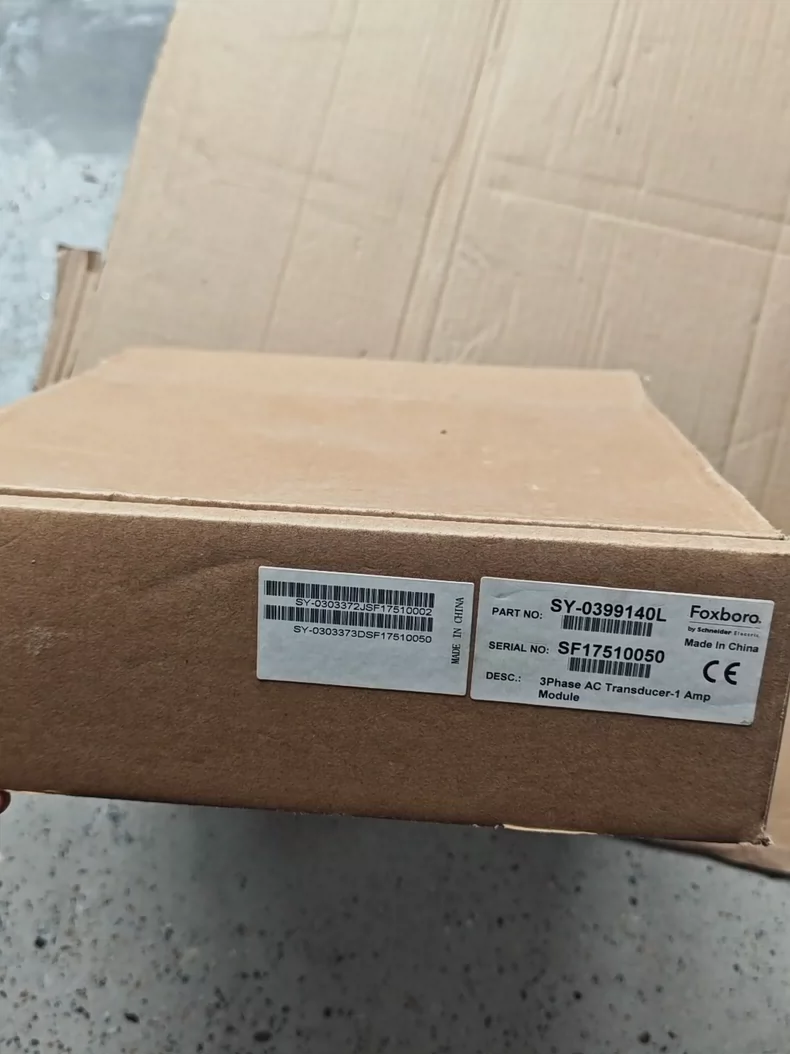 SY-0303372JSF17510002
SY-0303373DSF17510050
MADE IN CHINA
PART NO: SY-0399140L
Foxboro.
by Schneider Electric
Made in China
SERIAL NO: SF17510050
CE
DESC.: 3Phase AC Transducer-1 Amp
Module